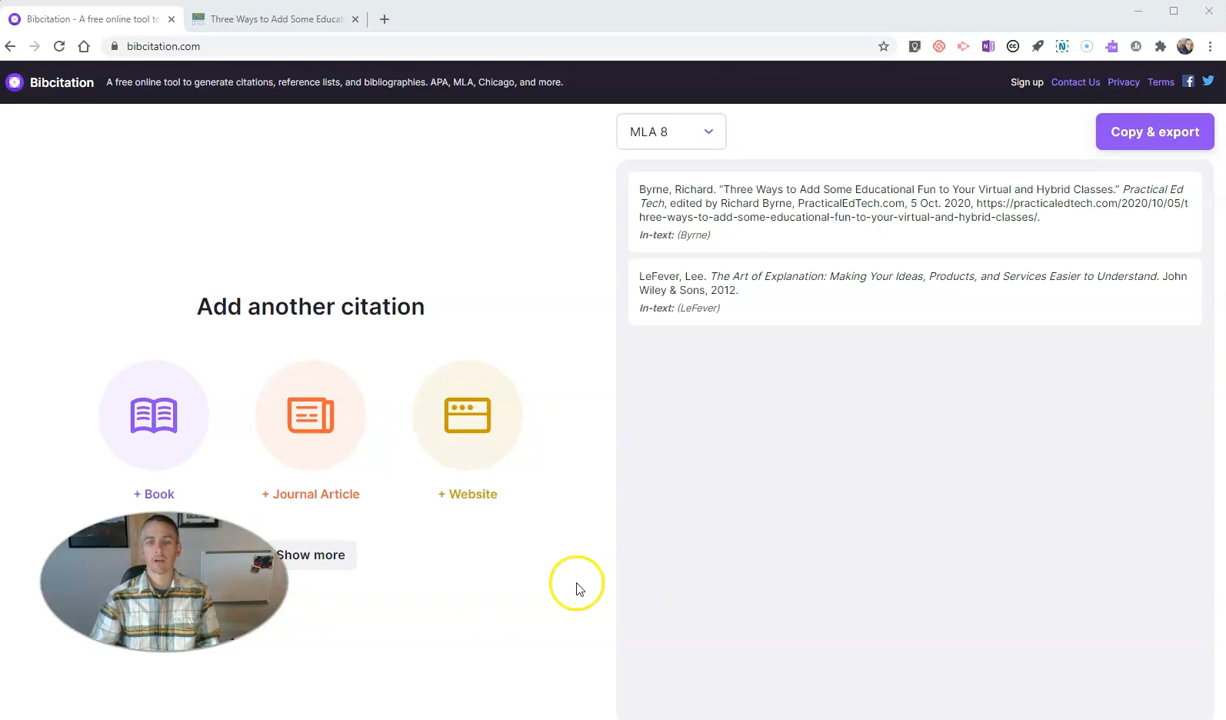 Bibcitation - A free online tool to
Three Ways to Add Some Educat
bibcitation.com
Bibcitation
A free online tool to generate citations, reference lists, and bibliographies. APA, MLA, Chicago, and more.
Sign up
Contact Us
Privacy
Terms
MLA 8
Copy & export
Byrne, Richard. “Three Ways to Add Some Educational Fun to Your Virtual and Hybrid Classes.” Practical Ed
Tech, edited by Richard Byrne, PracticalEdTech.com, 5 Oct. 2020, https://practicaledtech.com/2020/10/05/t
hree-ways-to-add-some-educational-fun-to-your-virtual-and-hybrid-classes/.
In-text: (Byrne)
LeFever, Lee. The Art of Explanation: Making Your Ideas, Products, and Services Easier to Understand. John
Wiley & Sons, 2012.
In-text: (LeFever)
Add another citation
+ Book
+ Journal Article
+ Website
Show more